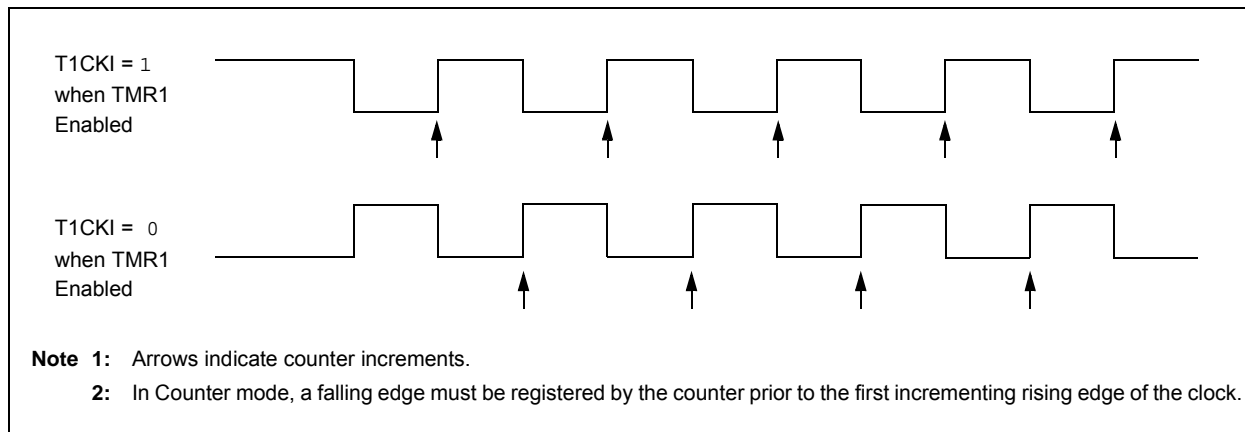 T1CKI = 1
when TMR1
Enabled
T1CKI = 0
when TMR1
Enabled
Note 1: Arrows indicate counter increments.
2: In Counter mode, a falling edge must be registered by the counter prior to the first incrementing rising edge of the clock.